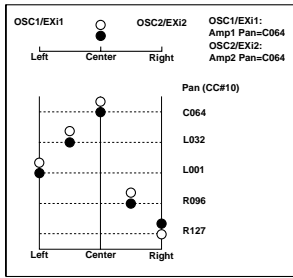 OSC1/EXi1 OSC2/EXi2
OSC1/EXi1:
Amp1 Pan=C064
OSC2/EXi2:
Amp2 Pan=C064
Left Center Right
Pan (CC#10)
C064
L032
L001
R096
R127
Left Center Right